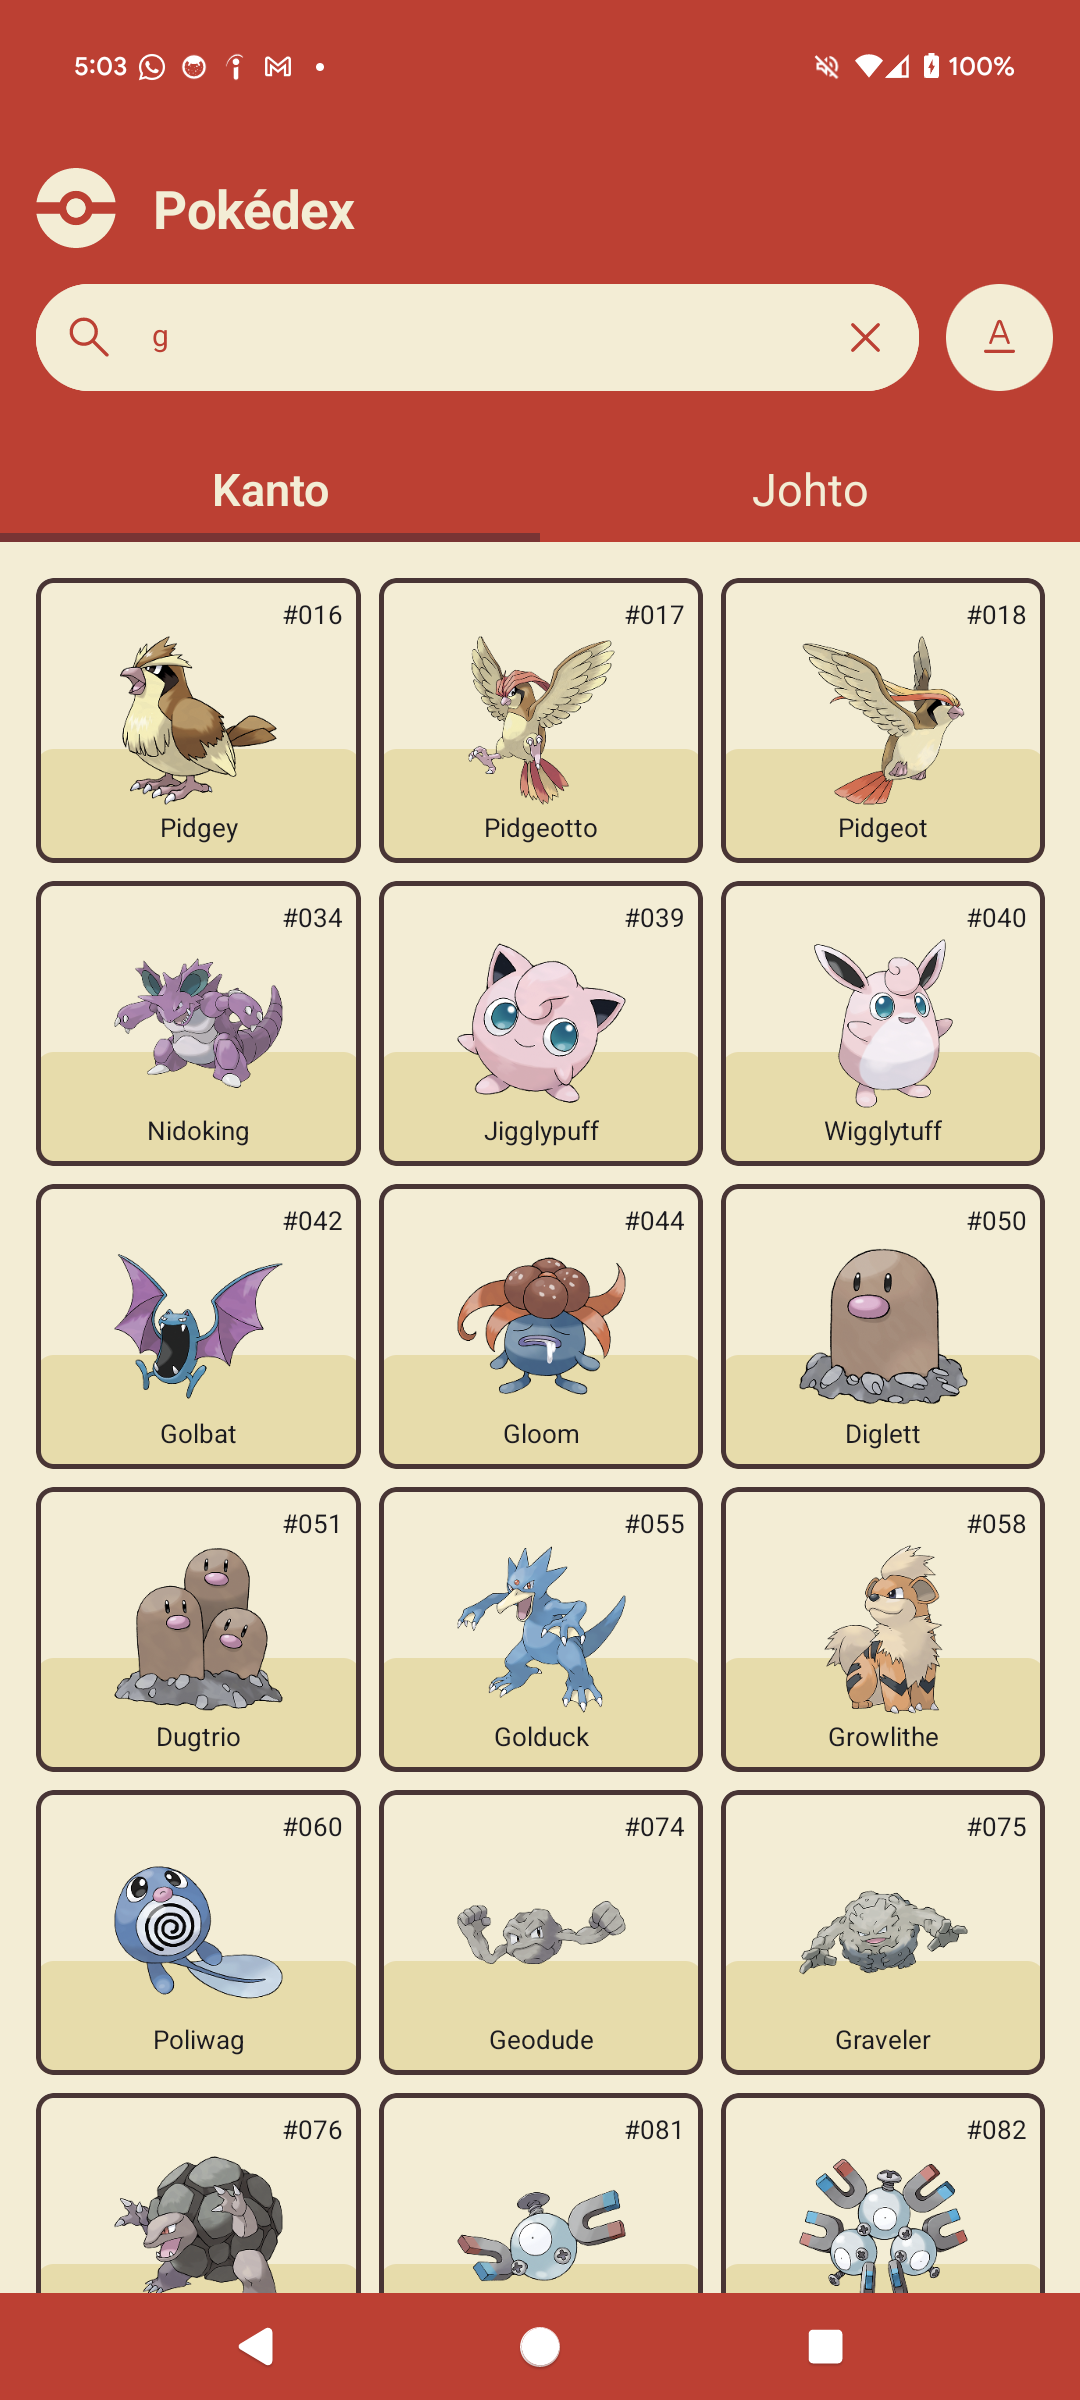 5:03
100%
Pokédex
g
A
Kanto Johto
#016 #017 #018
Pidgey Pidgeotto Pidgeot
#034 #039 #040
Nidoking Jigglypuff Wigglytuff
#042 #044 #050
Golbat Gloom Diglett
#051 #055 #058
Dugtrio Golduck Growlithe
#060 #074 #075
Poliwag Geodude Graveler
#076 #081 #082